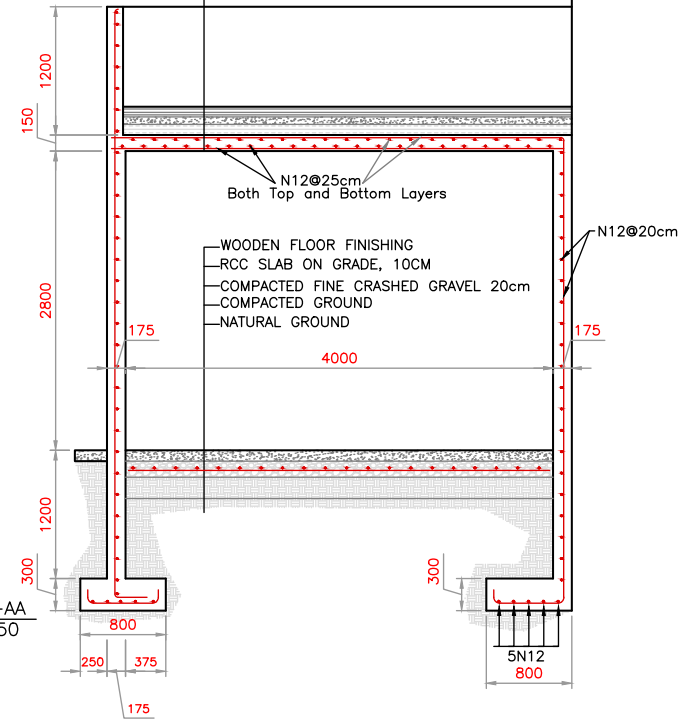 1200
150
N12@25cm
Both Top and Bottom Layers
N12@20cm
WOODEN FLOOR FINISHING
RCC SLAB ON GRADE, 10CM
COMPACTED FINE CRASHED GRAVEL 20cm
COMPACTED GROUND
NATURAL GROUND
2800
175
175
4000
1200
300
300
-AA
50
800
5N12
250
375
800
175